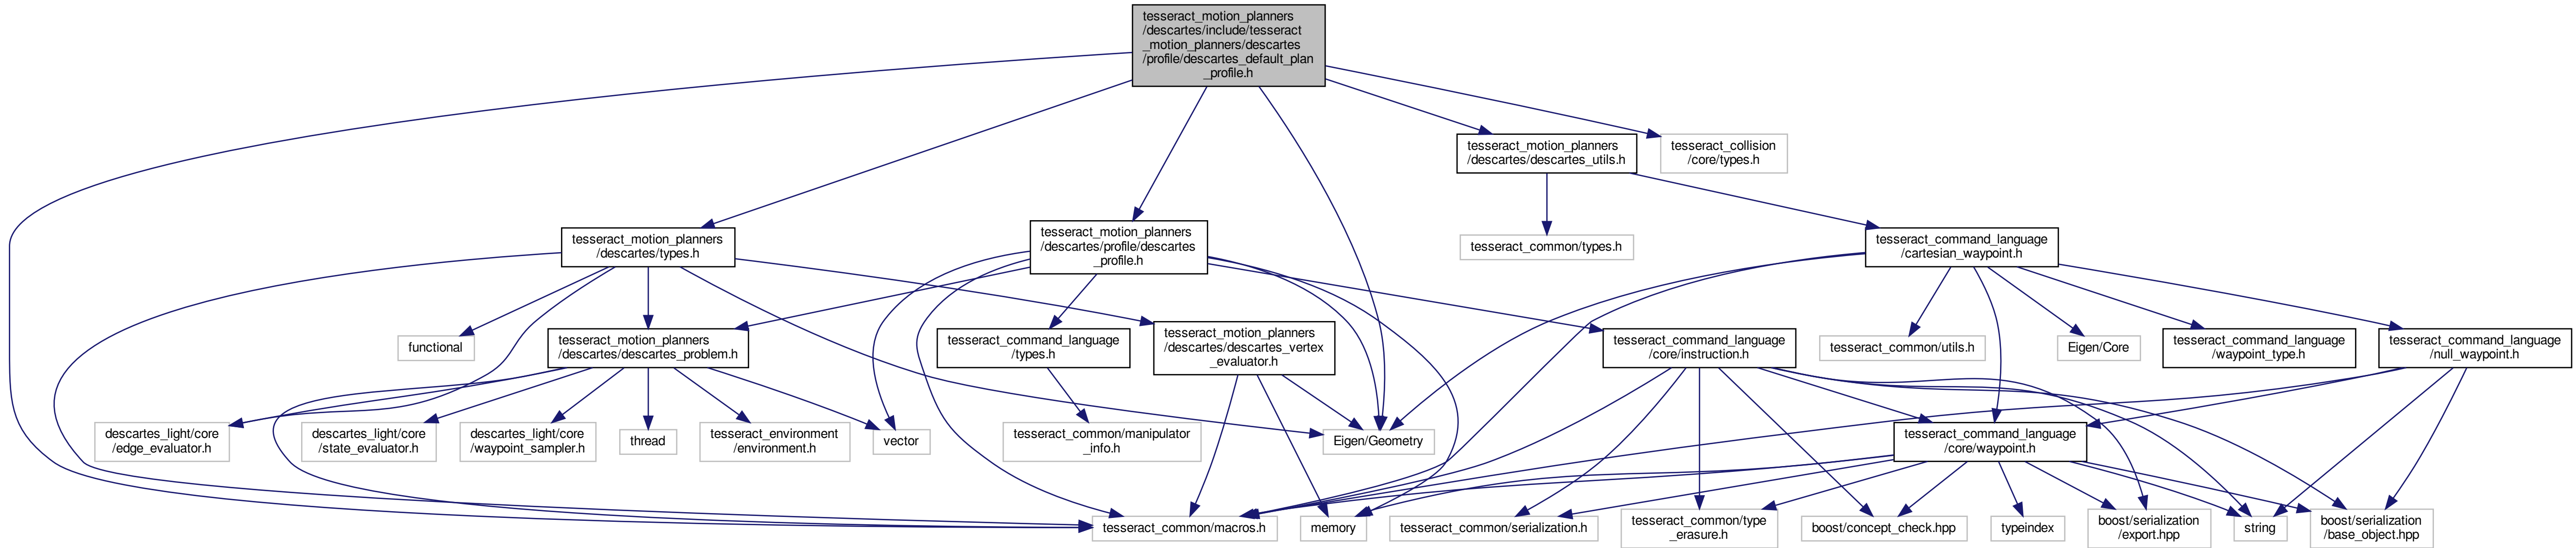 tesseract_motion_planners
/descartes/include/tesseract
_motion_planners/descartes
/profile/descartes_default_plan
_profile.h
tesseract_motion_planners
/descartes/descartes_utils.h
tesseract_collision
/core/types.h
tesseract_motion_planners
/descartes/types.h
tesseract_motion_planners
/descartes/profile/descartes
_profile.h
tesseract_common/types.h
tesseract_command_language
/cartesian_waypoint.h
functional
tesseract_motion_planners
/descartes/descartes_problem.h
tesseract_command_language
/types.h
tesseract_motion_planners
/descartes/descartes_vertex
_evaluator.h
tesseract_command_language
/core/instruction.h
tesseract_common/utils.h
Eigen/Core
tesseract_command_language
/waypoint_type.h
tesseract_command_language
/null_waypoint.h
descartes_light/core
/edge_evaluator.h
descartes_light/core
/state_evaluator.h
descartes_light/core
/waypoint_sampler.h
thread
tesseract_environment
/environment.h
vector
tesseract_common/manipulator
_info.h
Eigen/Geometry
tesseract_command_language
/core/waypoint.h
tesseract_common/macros.h
memory
tesseract_common/serialization.h
tesseract_common/type
_erasure.h
boost/concept_check.hpp
typeindex
boost/serialization
/export.hpp
string
boost/serialization
/base_object.hpp